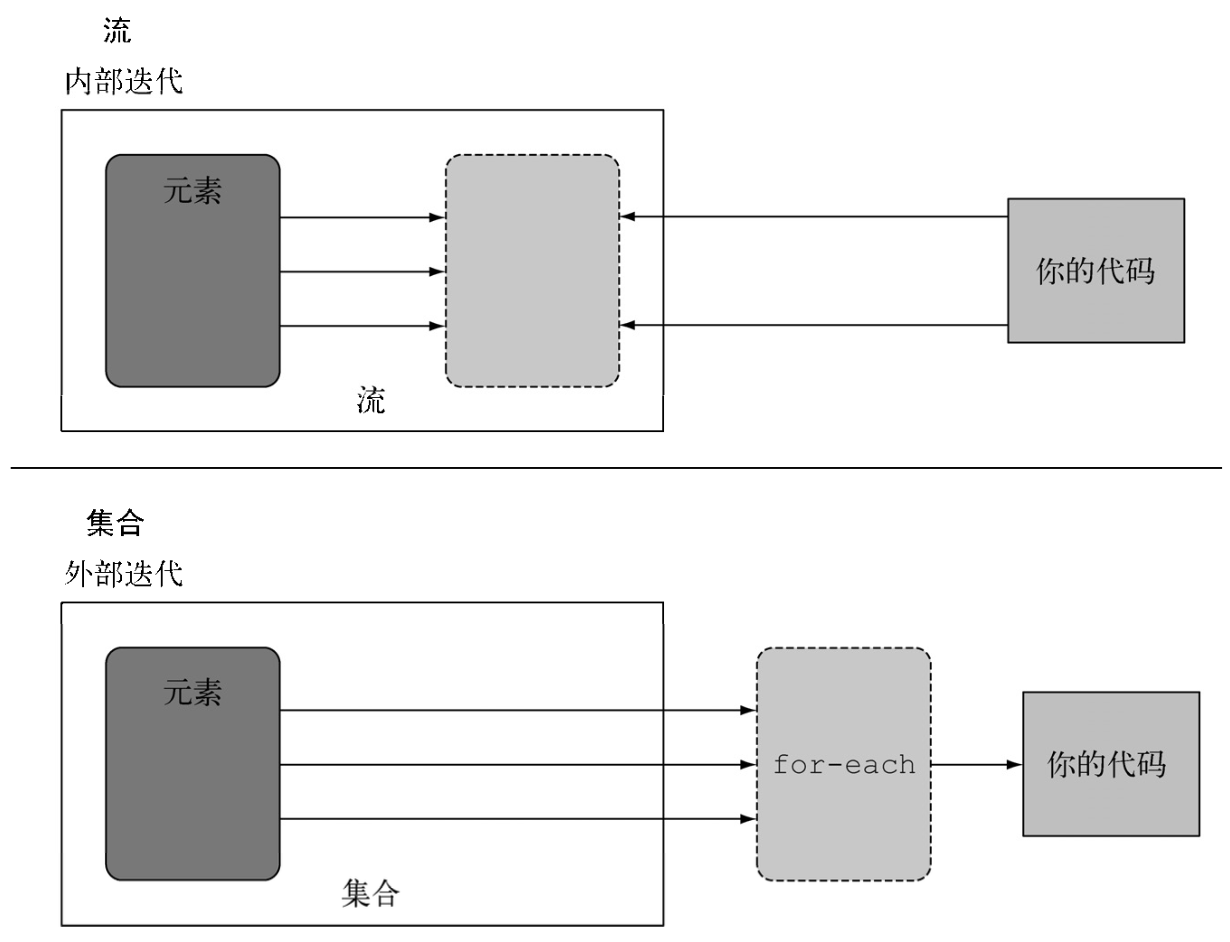 流
内部迭代
元素
你的代码
流
集合
外部迭代
元素
for-each
你的代码
集合